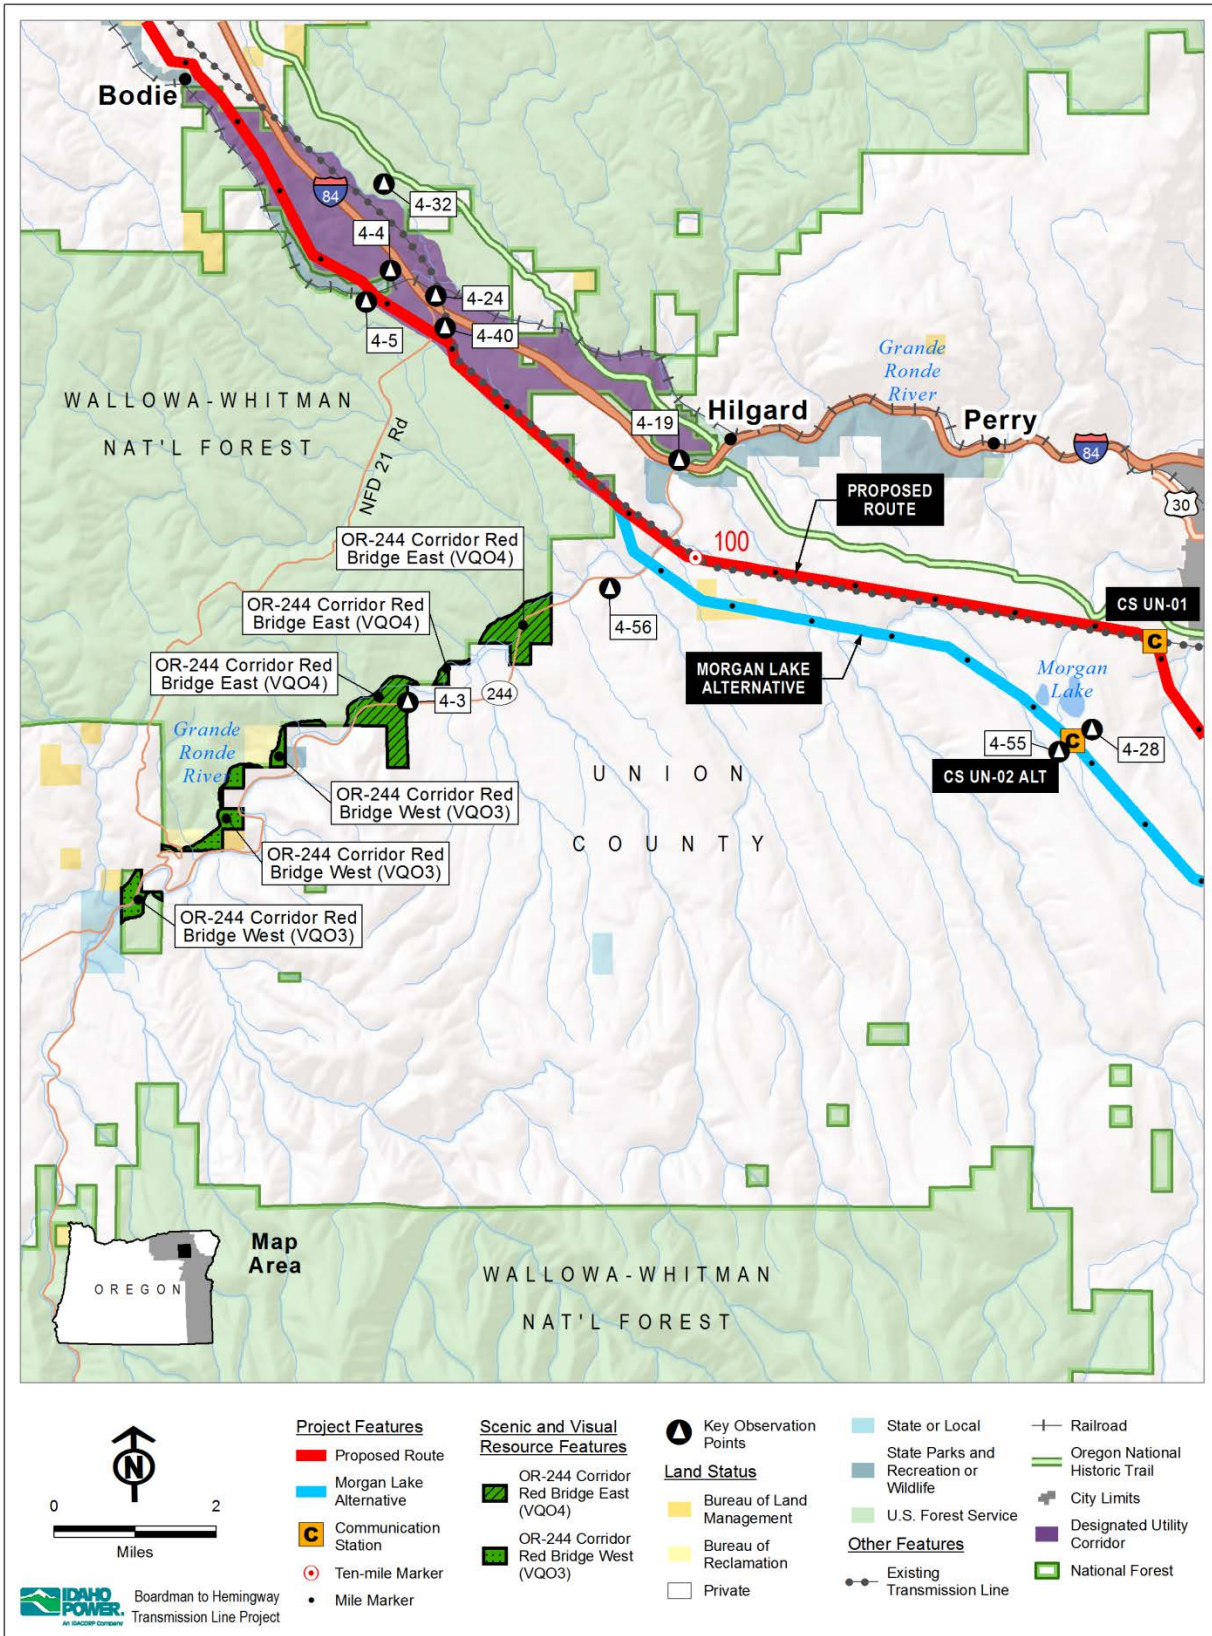 Bodie
84
4-32
4-4
4-24
4-5
4-40
WALLOWA-WHITMAN
NAT'L FOREST
NFD 21 Rd
4-19
Hilgard
Grande
Ronde
River
Perry
84
30
PROPOSED
ROUTE
100
OR-244 Corridor Red
Bridge East (VQO4)
OR-244 Corridor Red
Bridge East (VQO4)
OR-244 Corridor Red
Bridge East (VQO4)
4-56
CS UN-01
C
MORGAN LAKE
ALTERNATIVE
Morgan
Lake
4-3
244
Grande
Ronde
River
4-55
C
4-28
CS UN-02 ALT
OR-244 Corridor Red
Bridge West (VQO3)
OR-244 Corridor Red
Bridge West (VQO3)
OR-244 Corridor Red
Bridge West (VQO3)
UNION
COUNTY
OREGON
Map
Area
WALLOWA-WHITMAN
NAT'L FOREST
N
0 2
Miles
IDAHO
POWER.
An IDACORP Company
Boardman to Hemingway
Transmission Line Project
Project Features
Proposed Route
Morgan Lake
Alternative
C
Communication
Station
Ten-mile Marker
Mile Marker
Scenic and Visual
Resource Features
OR-244 Corridor
Red Bridge East
(VQO4)
OR-244 Corridor
Red Bridge West
(VQO3)
Key Observation
Points
Land Status
Bureau of Land
Management
Bureau of
Reclamation
Private
State or Local
State Parks and
Recreation or
Wildlife
U.S. Forest Service
Other Features
Existing
Transmission Line
Railroad
Oregon National
Historic Trail
City Limits
Designated Utility
Corridor
National Forest